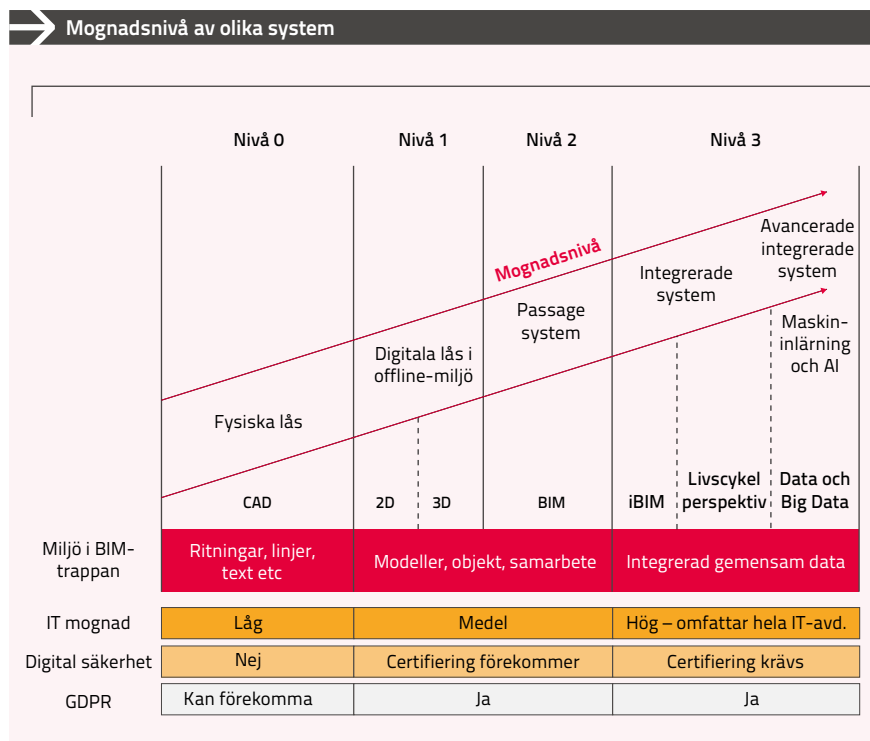 Mognadsnivå av olika system
Nivå 0
Nivå 1
Nivå 2
Nivå 3
Mognadsnivå
Fysiska lås
Digitala lås i
offline-miljö
Passage
system
Integrerade
system
Avancerade
integrerade
system
Maskin-
inlärning
och AI
CAD
2D
3D
BIM
iBIM
Livscykel
perspektiv
Data och
Big Data
Miljö i BIM-
trappan
Ritningar, linjer,
text etc
Modeller, objekt, samarbete
Integrerad gemensam data
IT mognad
Låg
Medel
Hög – omfattar hela IT-avd.
Digital säkerhet
Nej
Certifiering förekommer
Certifiering krävs
GDPR
Kan förekomma
Ja
Ja